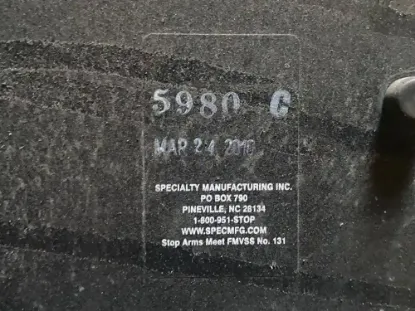 5980 C
MAR 24
SPECIALTY MANUFACTURING INC.
PO BOX 790
PINEVILLE, NC 28134
1-800-951-STOP
WWW.SPECMFG.COM
Stop Arms Meet FMVSS No. 131